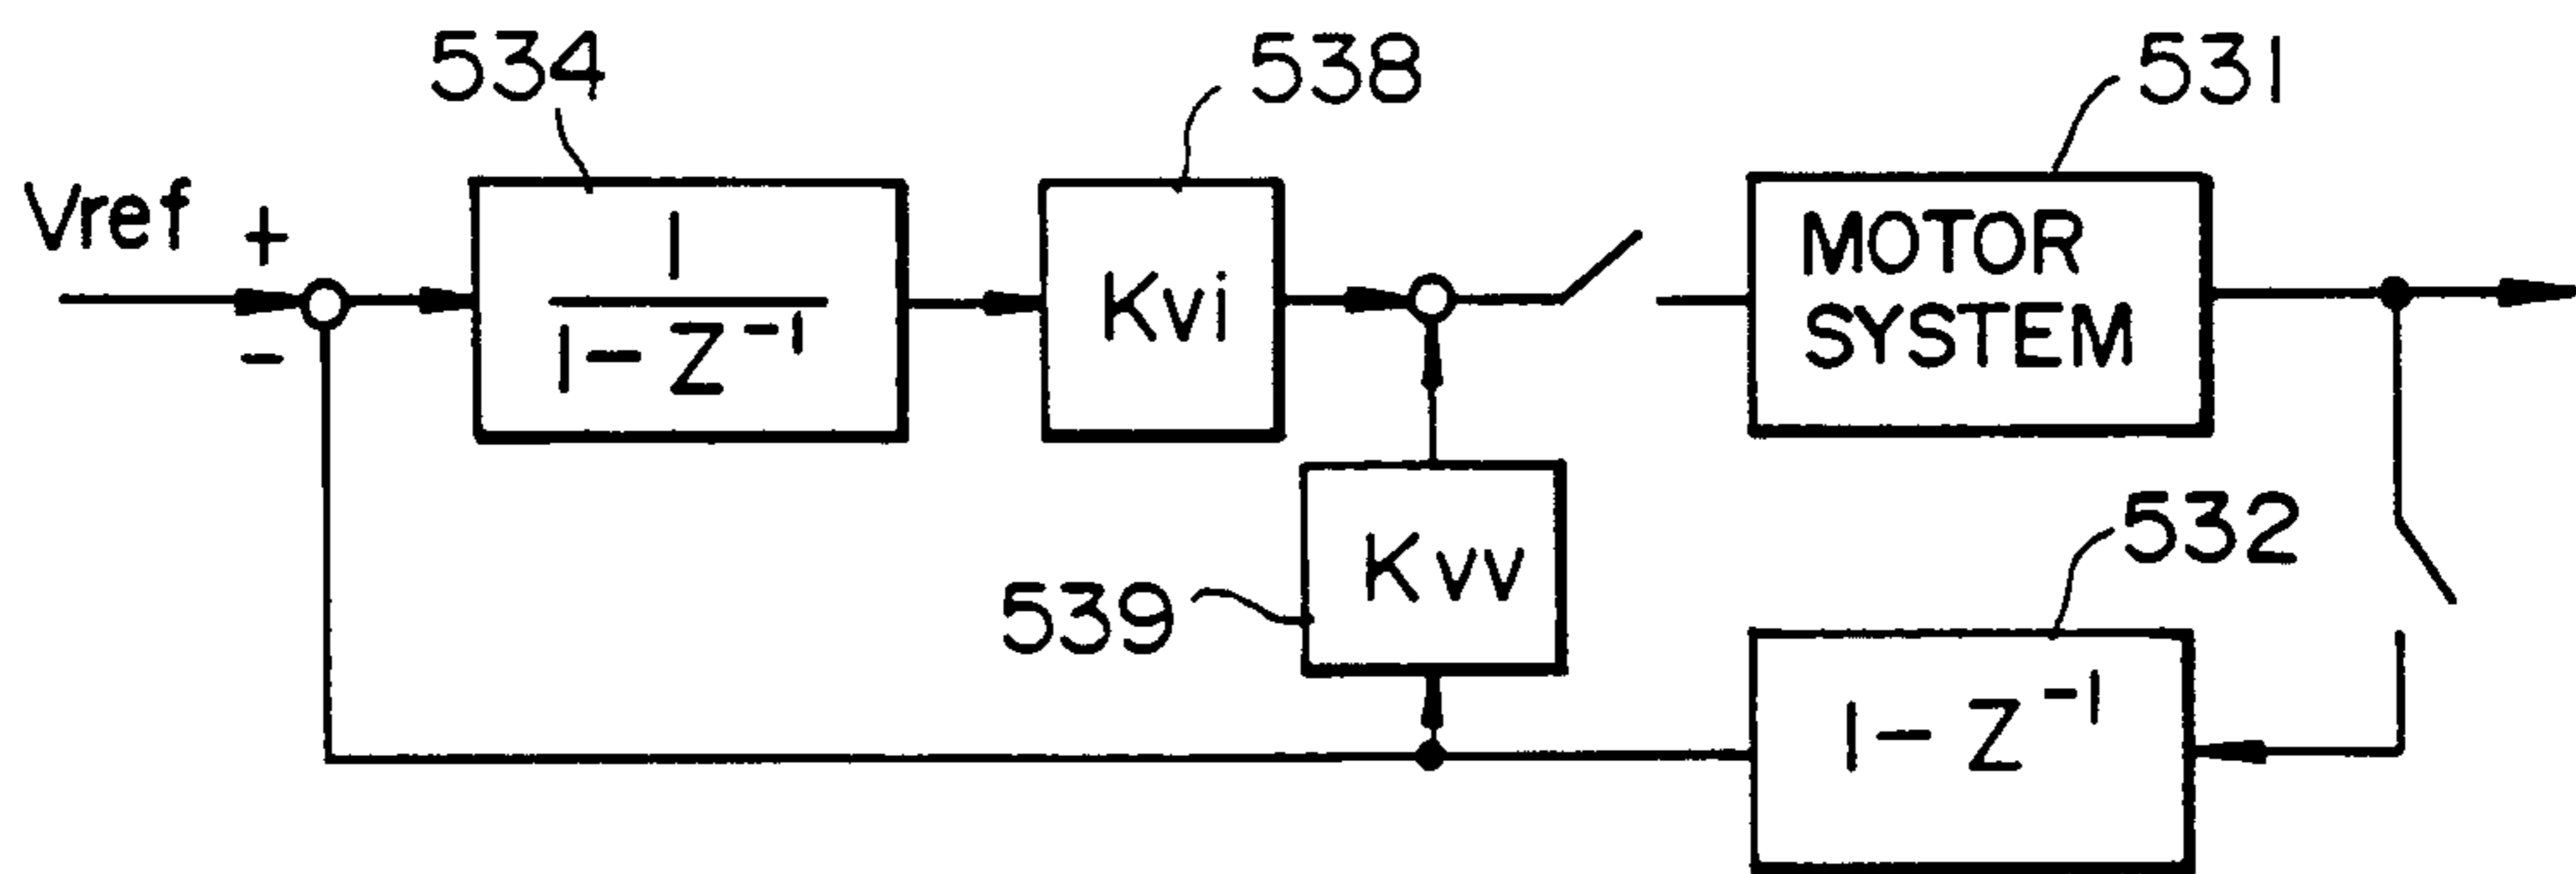 534
538
531
Vref
+
-
1
1-Z⁻¹
Kvi
MOTOR
SYSTEM
Kvv
539
532
1-Z⁻¹